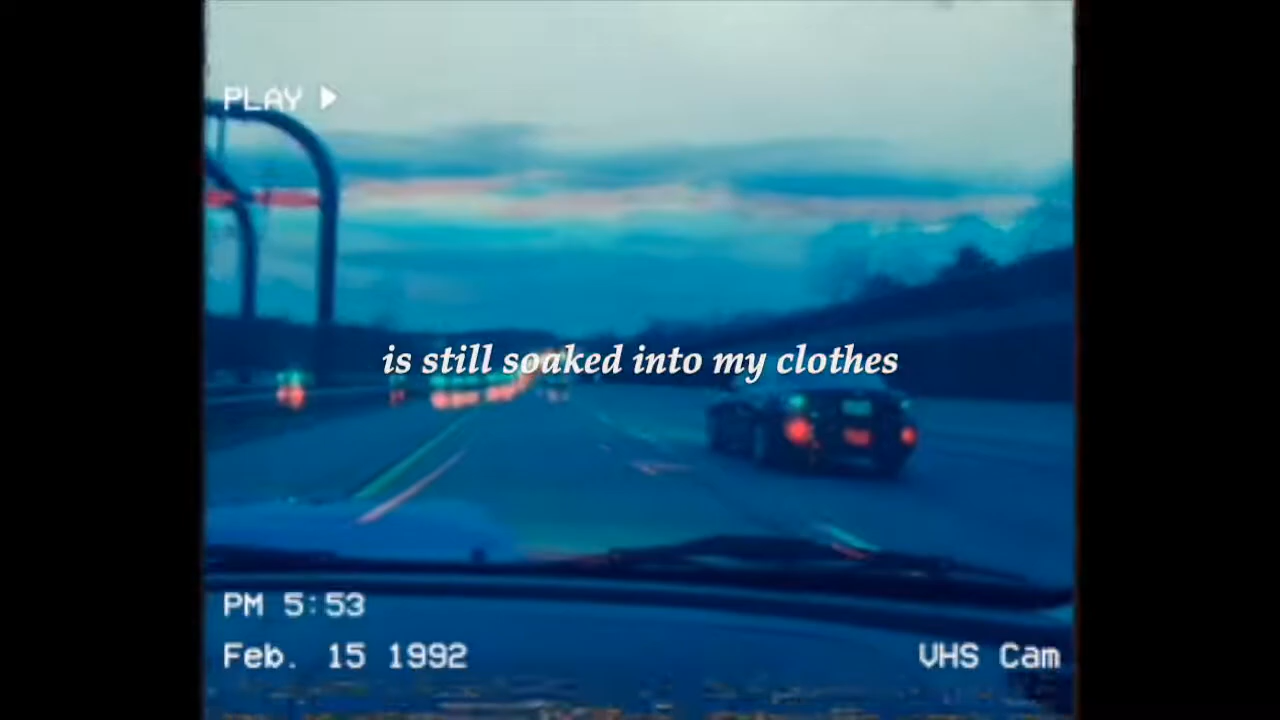 PLAY ▶
is still soaked into my clothes
PM 5:53
Feb. 15 1992
VHS Cam